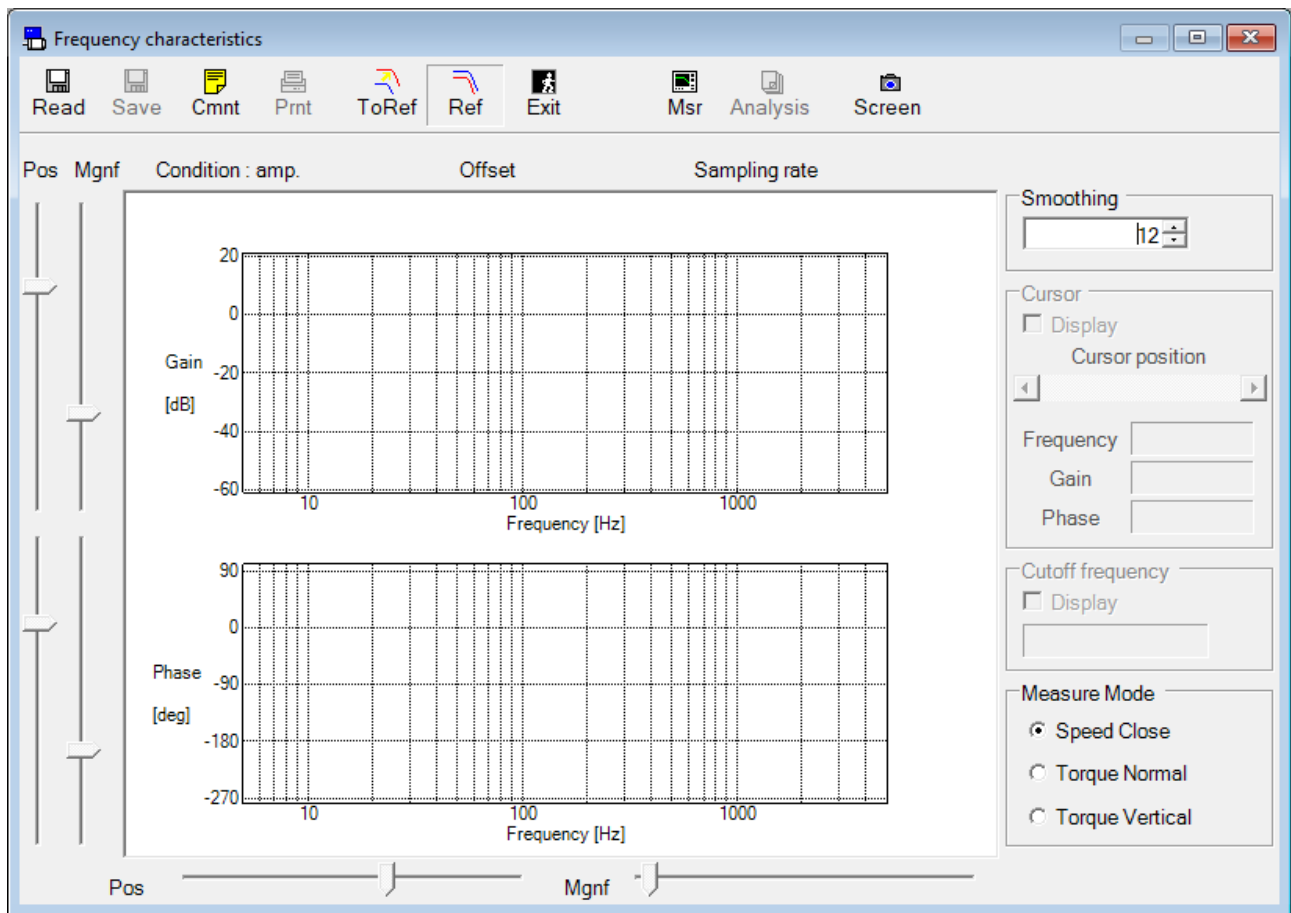 Frequency characteristics
Read Save Cmnt Prnt ToRef Ref Exit Msr Analysis Screen
Pos Mgnf Condition : amp. Offset Sampling rate
Smoothing
12
20
0
Gain
-20
[dB]
-40
-60
10 100 1000
Frequency [Hz]
Cursor
Display
Cursor position
Frequency
Gain
Phase
90
0
Phase
-90
[deg]
-180
-270
10 100 1000
Frequency [Hz]
Cutoff frequency
Display
Measure Mode
Speed Close
Torque Normal
Torque Vertical
Pos Mgnf